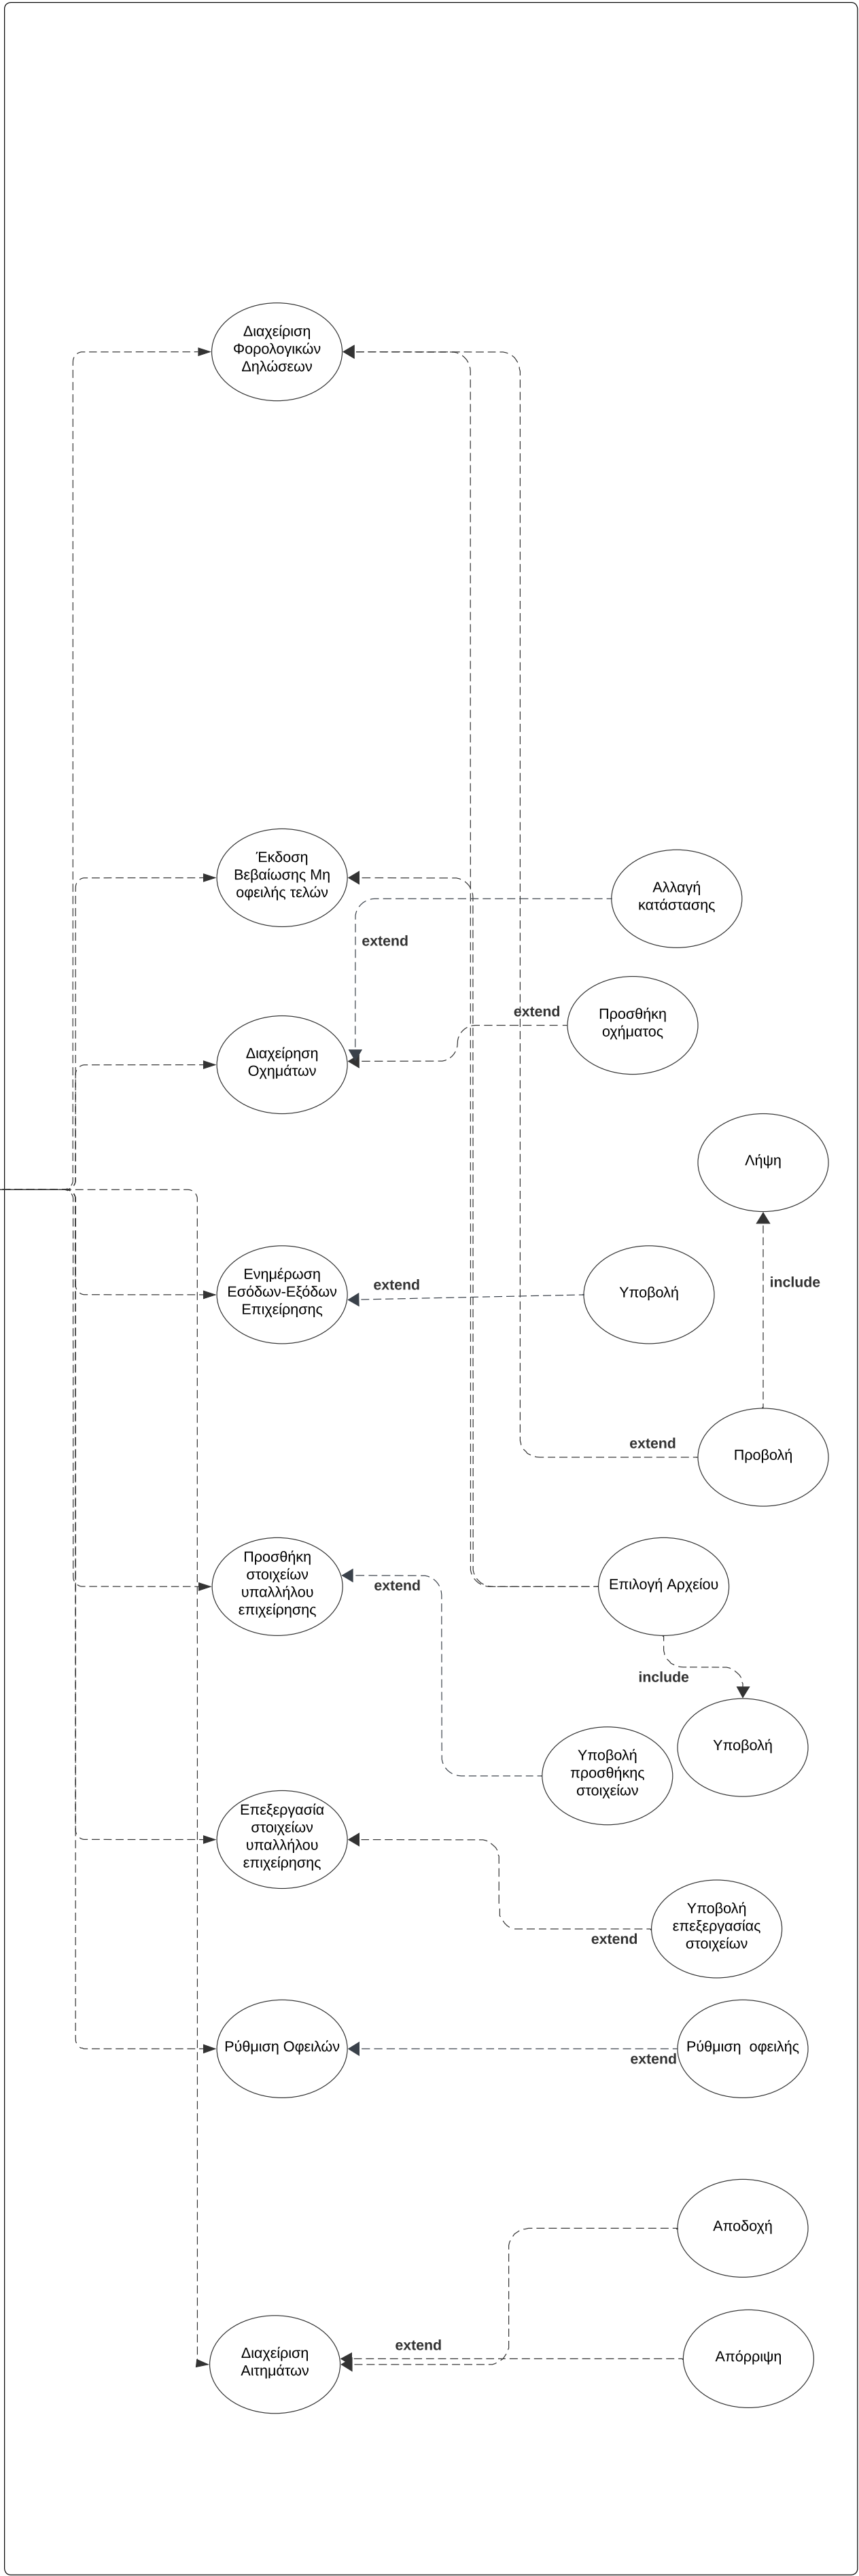 Διαχείριση
Φορολογικών
Δηλώσεων
Έκδοση
Βεβαίωσης Μη
οφειλής τελών
Αλλαγή
κατάστασης
extend
extend
Προσθήκη
οχήματος
Διαχείρηση
Οχημάτων
Λήψη
Ενημέρωση
Εσόδων-Εξόδων
Επιχείρησης
extend
Υποβολή
include
extend
Προβολή
Προσθήκη
στοιχείων
υπαλλήλου
επιχείρησης
extend
Επιλογή Αρχείου
include
Υποβολή
Υποβολή
προσθήκης
στοιχείων
Επεξεργασία
στοιχείων
υπαλλήλου
επιχείρησης
Υποβολή
επεξεργασίας
στοιχείων
extend
Ρύθμιση Οφειλών
Ρύθμιση  οφειλής
extend
Αποδοχή
extend
Διαχείριση
Αιτημάτων
Απόρριψη